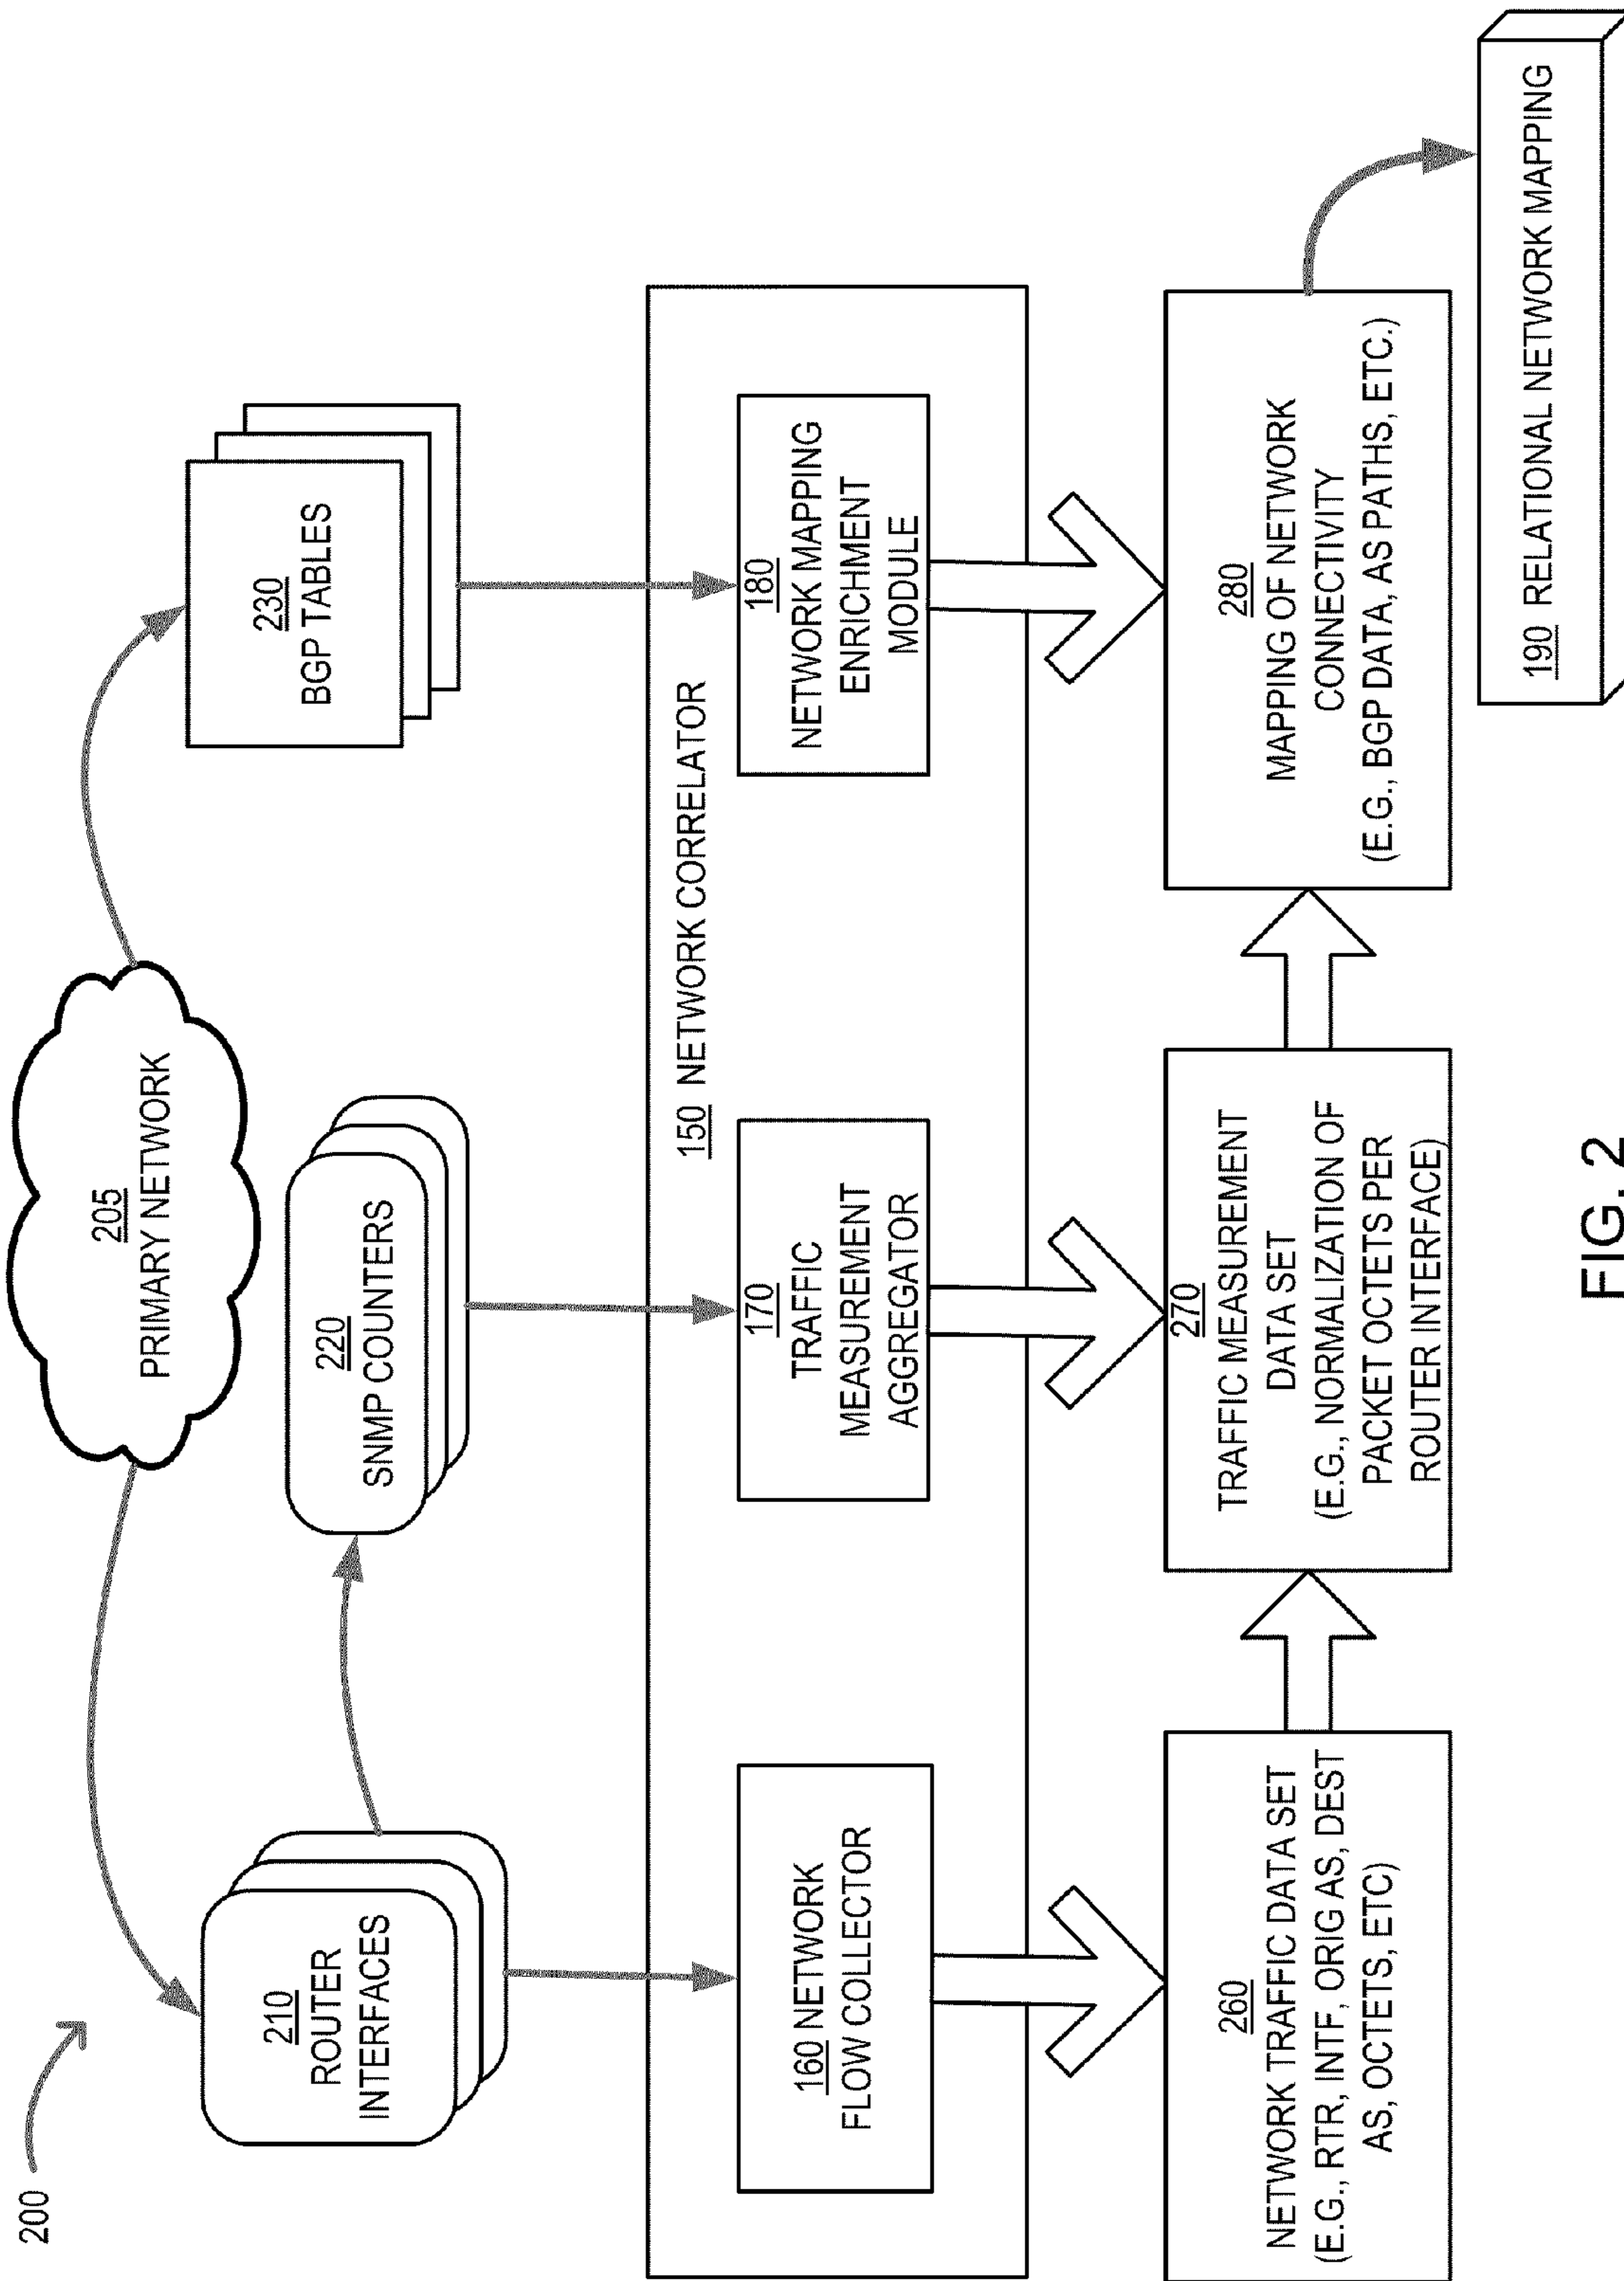 200
205
PRIMARY NETWORK
210
ROUTER
INTERFACES
220
SNMP COUNTERS
230
BGP TABLES
150 NETWORK CORRELATOR
160 NETWORK
FLOW COLLECTOR
170
TRAFFIC
MEASUREMENT
AGGREGATOR
180
NETWORK MAPPING
ENRICHMENT
MODULE
260
NETWORK TRAFFIC DATA SET
(E.G., RTR, INTF, ORIG AS, DEST
AS, OCTETS, ETC)
270
TRAFFIC MEASUREMENT
DATA SET
(E.G., NORMALIZATION OF
PACKET OCTETS PER
ROUTER INTERFACE)
280
MAPPING OF NETWORK
CONNECTIVITY
(E.G., BGP DATA, AS PATHS, ETC.)
190 RELATIONAL NETWORK MAPPING
FIG. 2